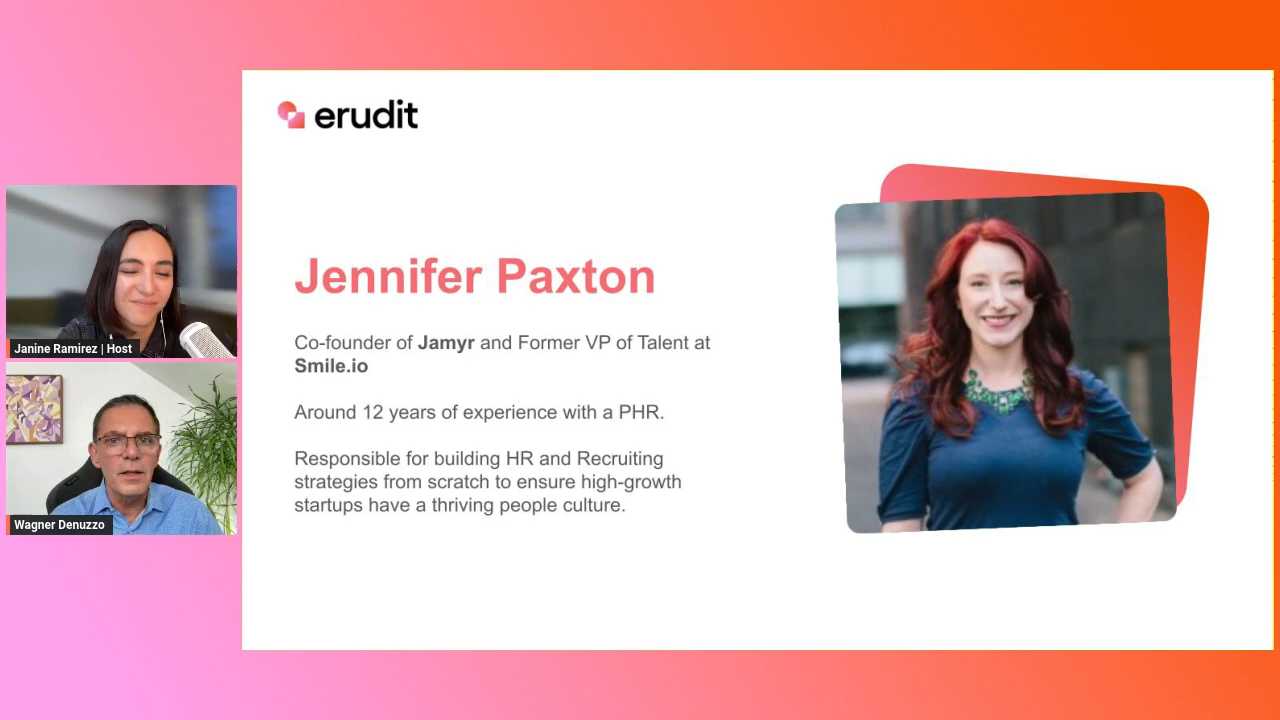 erudit
Jennifer Paxton
Co-founder of Jamyr and Former VP of Talent at
Smile.io
Around 12 years of experience with a PHR.
Responsible for building HR and Recruiting
strategies from scratch to ensure high-growth
startups have a thriving people culture.
Janine Ramirez | Host
Wagner Denuzzo